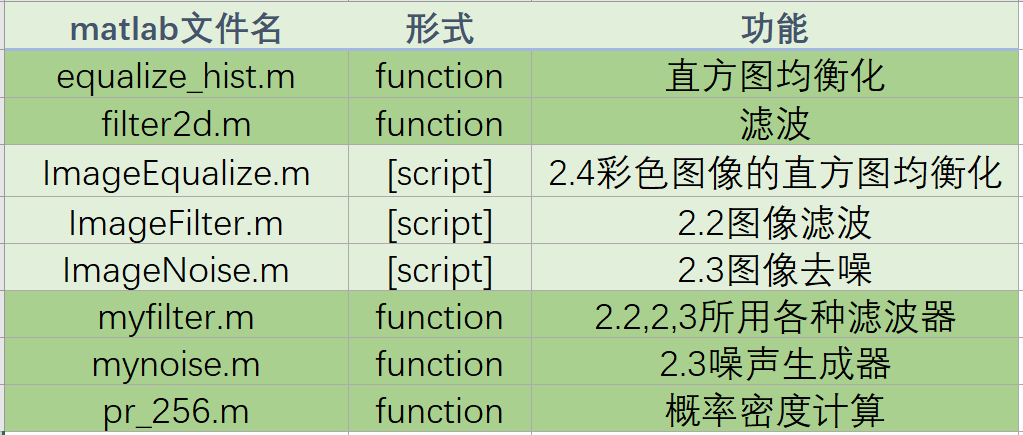 matlab文件名 形式 功能
equalize_hist.m function 直方图均衡化
filter2d.m function 滤波
ImageEqualize.m [script] 2.4彩色图像的直方图均衡化
ImageFilter.m [script] 2.2图像滤波
ImageNoise.m [script] 2.3图像去噪
myfilter.m function 2.2,2,3所用各种滤波器
mynoise.m function 2.3噪声生成器
pr_256.m function 概率密度计算